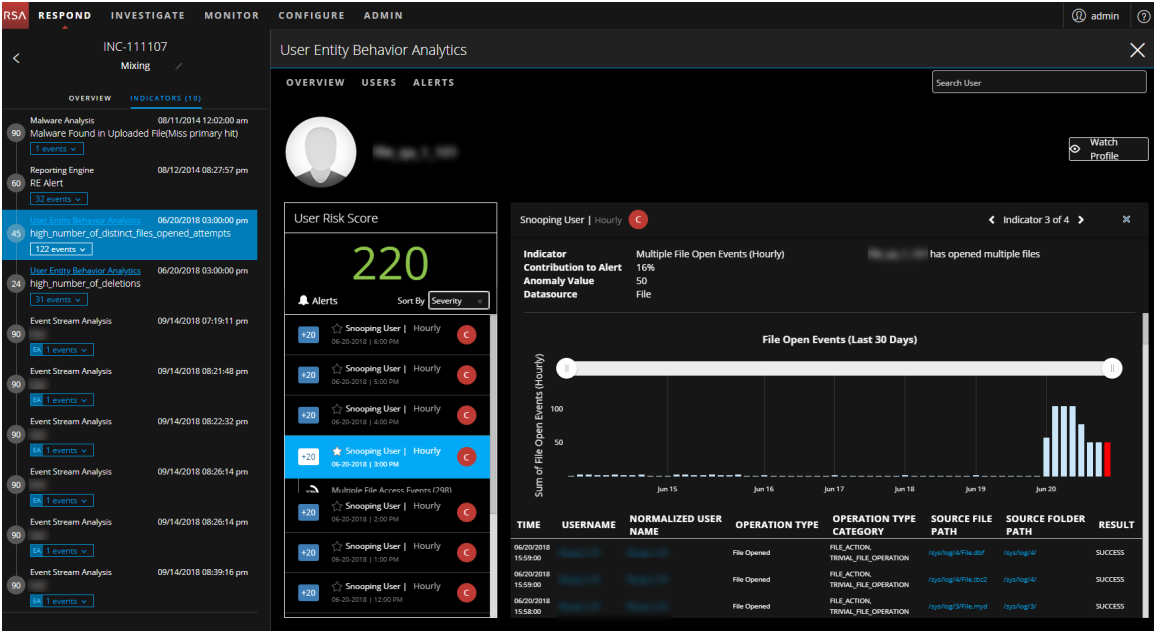 RSA RESPOND INVESTIGATE MONITOR CONFIGURE ADMIN admin ?
INC-111107
Mixing
OVERVIEW INDICATORS (10)
90
Malware Analysis 08/11/2014 12:02:00 am
Malware Found in Uploaded File(Miss primary hit)
1 events
60
Reporting Engine 08/12/2014 08:27:57 pm
RE Alert
32 events
45
User Entity Behavior Analytics 06/20/2018 03:00:00 pm
high_number_of_distinct_files_opened_attempts
122 events
24
User Entity Behavior Analytics 06/20/2018 03:00:00 pm
high_number_of_deletions
31 events
90
Event Stream Analysis 09/14/2018 07:19:11 pm
EA 1 events
90
Event Stream Analysis 09/14/2018 08:21:48 pm
EA 1 events
90
Event Stream Analysis 09/14/2018 08:22:32 pm
EA 1 events
90
Event Stream Analysis 09/14/2018 08:26:14 pm
EA 1 events
90
Event Stream Analysis 09/14/2018 08:26:14 pm
EA 1 events
90
Event Stream Analysis 09/14/2018 08:39:16 pm
EA 1 events
User Entity Behavior Analytics
OVERVIEW USERS ALERTS
Search User
Watch
Profile
User Risk Score
220
Alerts Sort By Severity
+20 Snooping User | Hourly C
06-20-2018 | 6:00 PM
+20 Snooping User | Hourly C
06-20-2018 | 5:00 PM
+20 Snooping User | Hourly C
06-20-2018 | 4:00 PM
+20 Snooping User | Hourly C
06-20-2018 | 3:00 PM
Multiple File Access Events (298)
+20 Snooping User | Hourly C
06-20-2018 | 2:00 PM
+20 Snooping User | Hourly C
06-20-2018 | 1:00 PM
+20 Snooping User | Hourly C
06-20-2018 | 12:00 PM
Snooping User | Hourly C Indicator 3 of 4
Indicator Multiple File Open Events (Hourly) has opened multiple files
Contribution to Alert 16%
Anomaly Value 50
Datasource File
File Open Events (Last 30 Days)
Sum of File Open Events (Hourly)
100
50
Jun 15 Jun 16 Jun 17 Jun 18 Jun 19 Jun 20
TIME USERNAME NORMALIZED USER NAME OPERATION TYPE OPERATION TYPE CATEGORY SOURCE FILE PATH SOURCE FOLDER PATH RESULT
06/20/2018 15:59:00 File Opened FILE_ACTION, TRIVIAL_FILE_OPERATION /sys/log/4/File.dbf /sys/log/4/ SUCCESS
06/20/2018 15:59:00 File Opened FILE_ACTION, TRIVIAL_FILE_OPERATION /sys/log/4/File.tbz2 /sys/log/4/ SUCCESS
06/20/2018 15:58:00 File Opened FILE_ACTION, TRIVIAL_FILE_OPERATION /sys/log/3/File.myd /sys/log/3/ SUCCESS